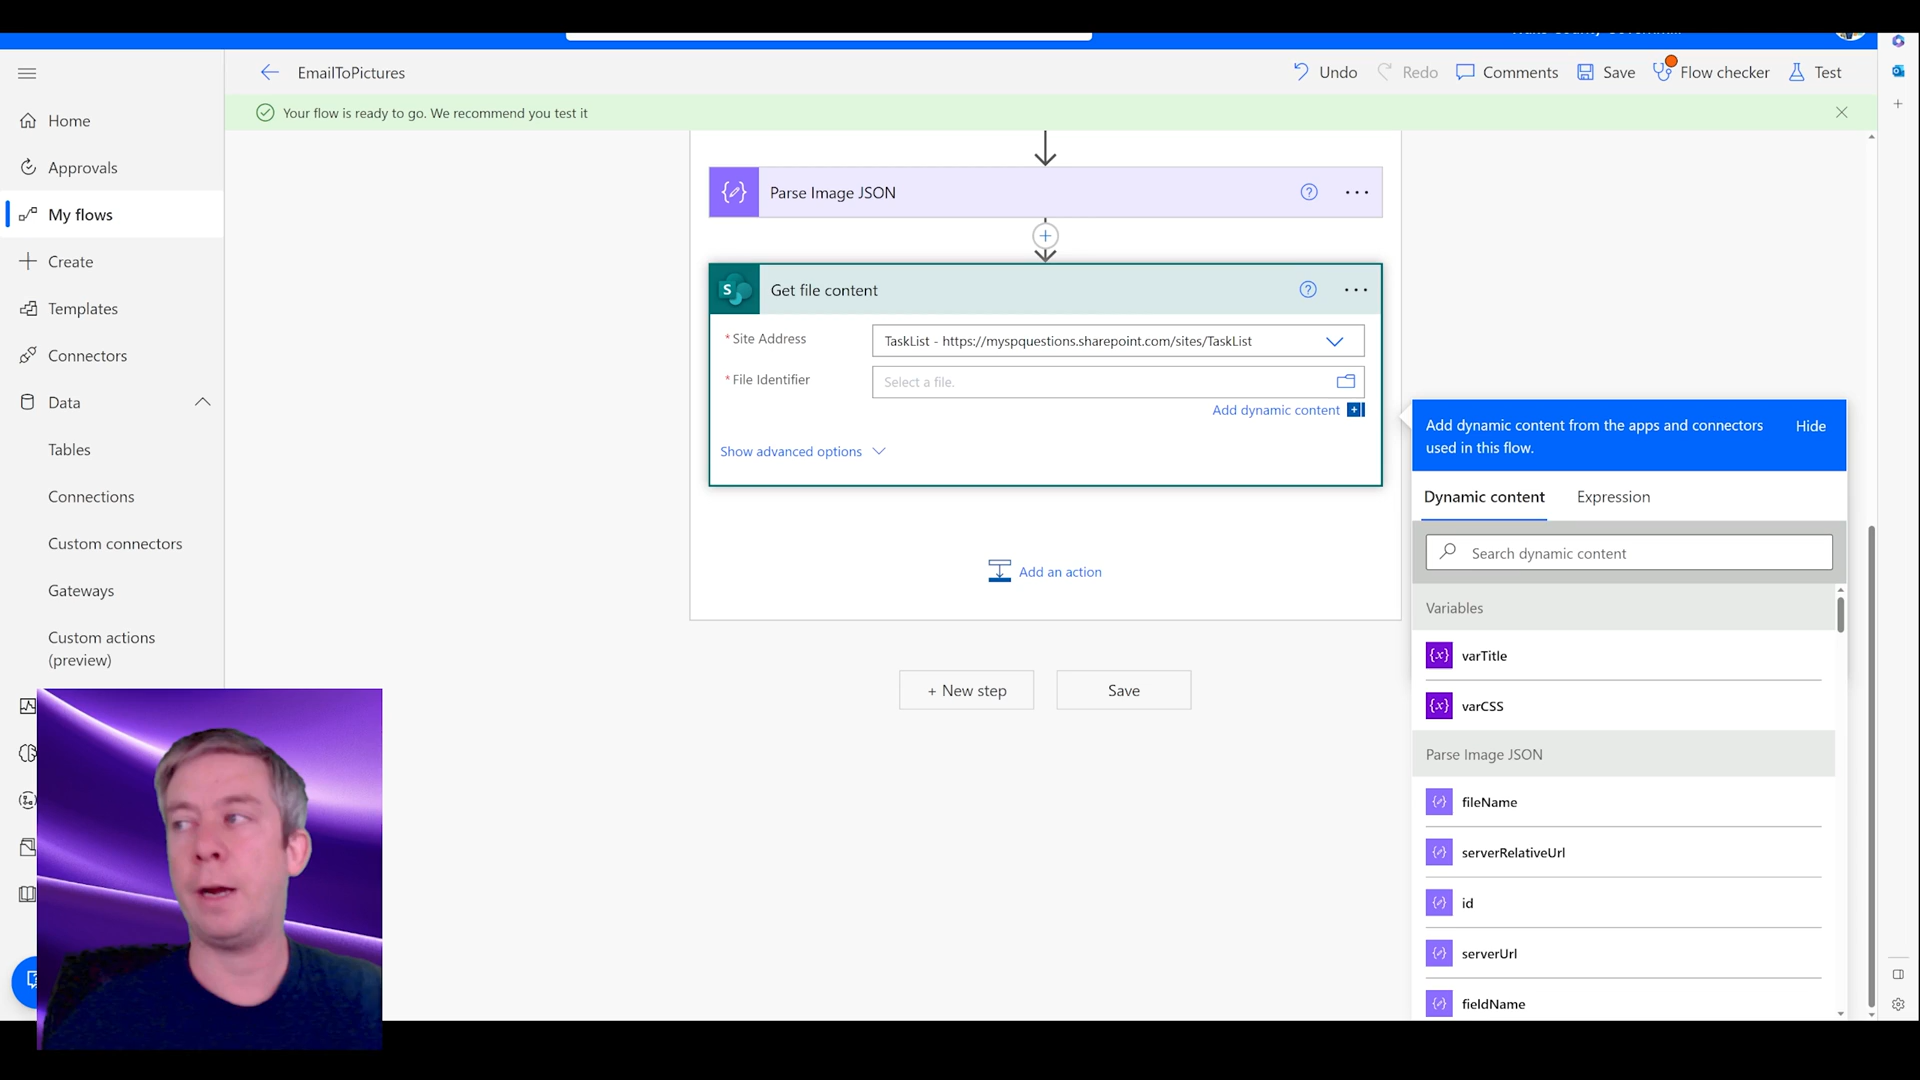 EmailToPictures
Undo
Redo
Comments
Save
Flow checker
Test
Your flow is ready to go. We recommend you test it
Home
Approvals
My flows
Create
Templates
Connectors
Data
Tables
Connections
Custom connectors
Gateways
Custom actions
(preview)
Parse Image JSON
S
Get file content
* Site Address
TaskList - https://myspquestions.sharepoint.com/sites/TaskList
* File Identifier
Select a file.
Add dynamic content
Show advanced options
Add an action
+ New step
Save
Add dynamic content from the apps and connectors
used in this flow.
Hide
Dynamic content
Expression
Search dynamic content
Variables
{x} varTitle
{x} varCSS
Parse Image JSON
fileName
serverRelativeUrl
id
serverUrl
fieldName